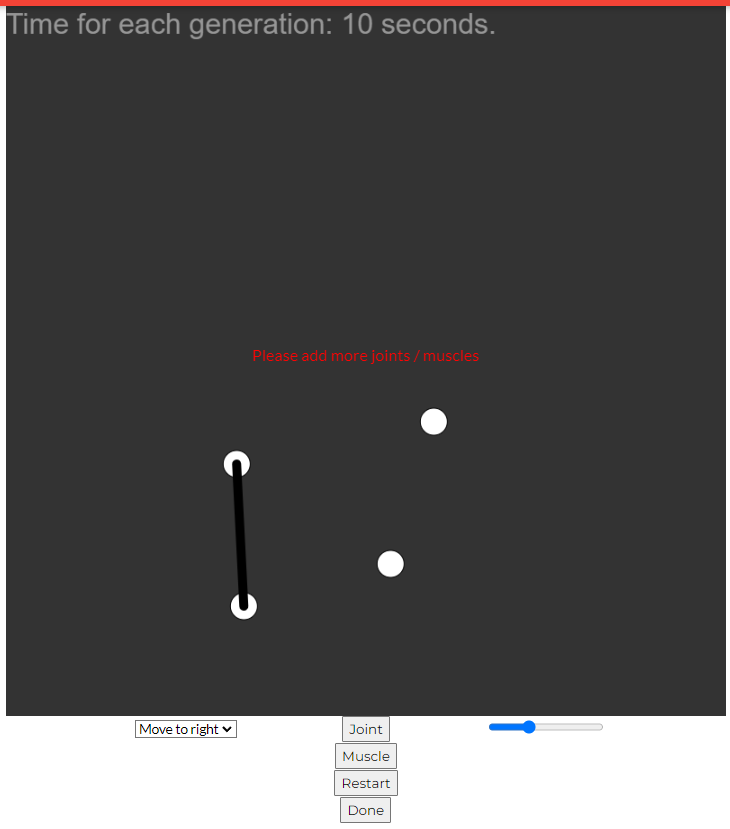 Time for each generation: 10 seconds.
Please add more joints / muscles
Move to right
Joint
Muscle
Restart
Done